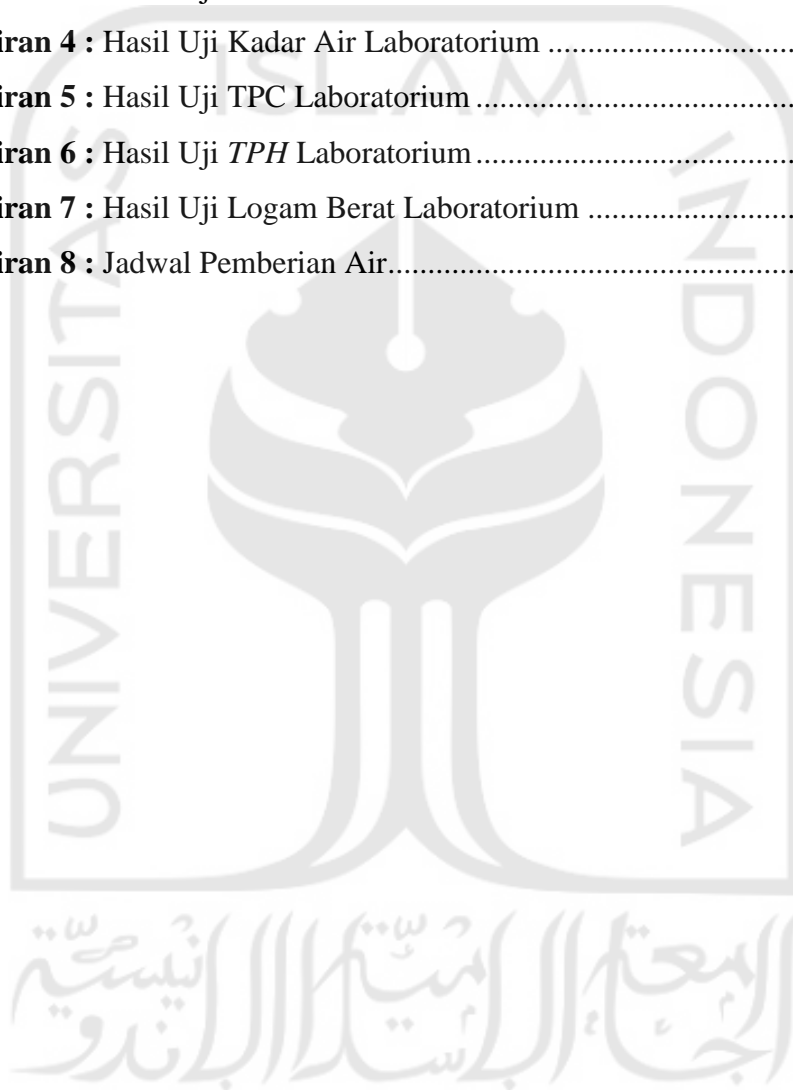 iran 4 : Hasil Uji Kadar Air Laboratorium ................................
iran 5 : Hasil Uji TPC Laboratorium ................................
iran 6 : Hasil Uji TPH Laboratorium ................................
iran 7 : Hasil Uji Logam Berat Laboratorium ................................
iran 8 : Jadwal Pemberian Air ................................
ISLAM
UNIVERSITAS
INDONESIA